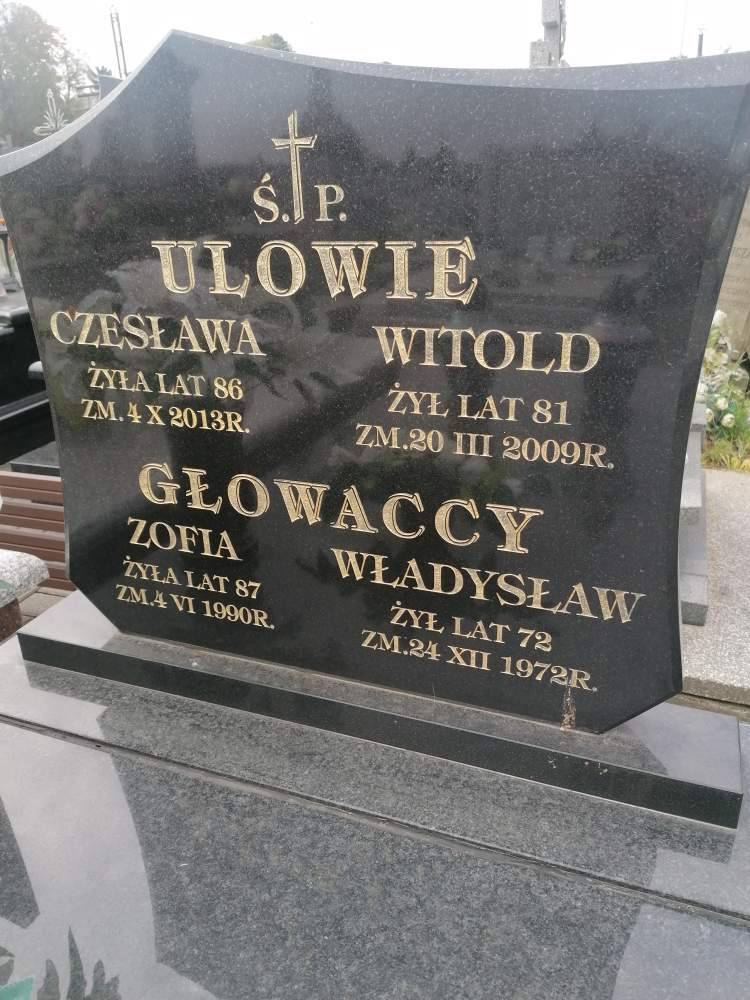 Ś. P.
ULOWIE
CZESŁAWA
ŻYŁA LAT 86
ZM. 4 X 2013R.
WITOLD
ŻYŁ LAT 81
ZM.20 III 2009R.
GŁOWACCY
ZOFIA
ŻYŁA LAT 87
ZM.4 VI 1990R.
WŁADYSŁAW
ŻYŁ LAT 72
ZM.24 XII 1972R.